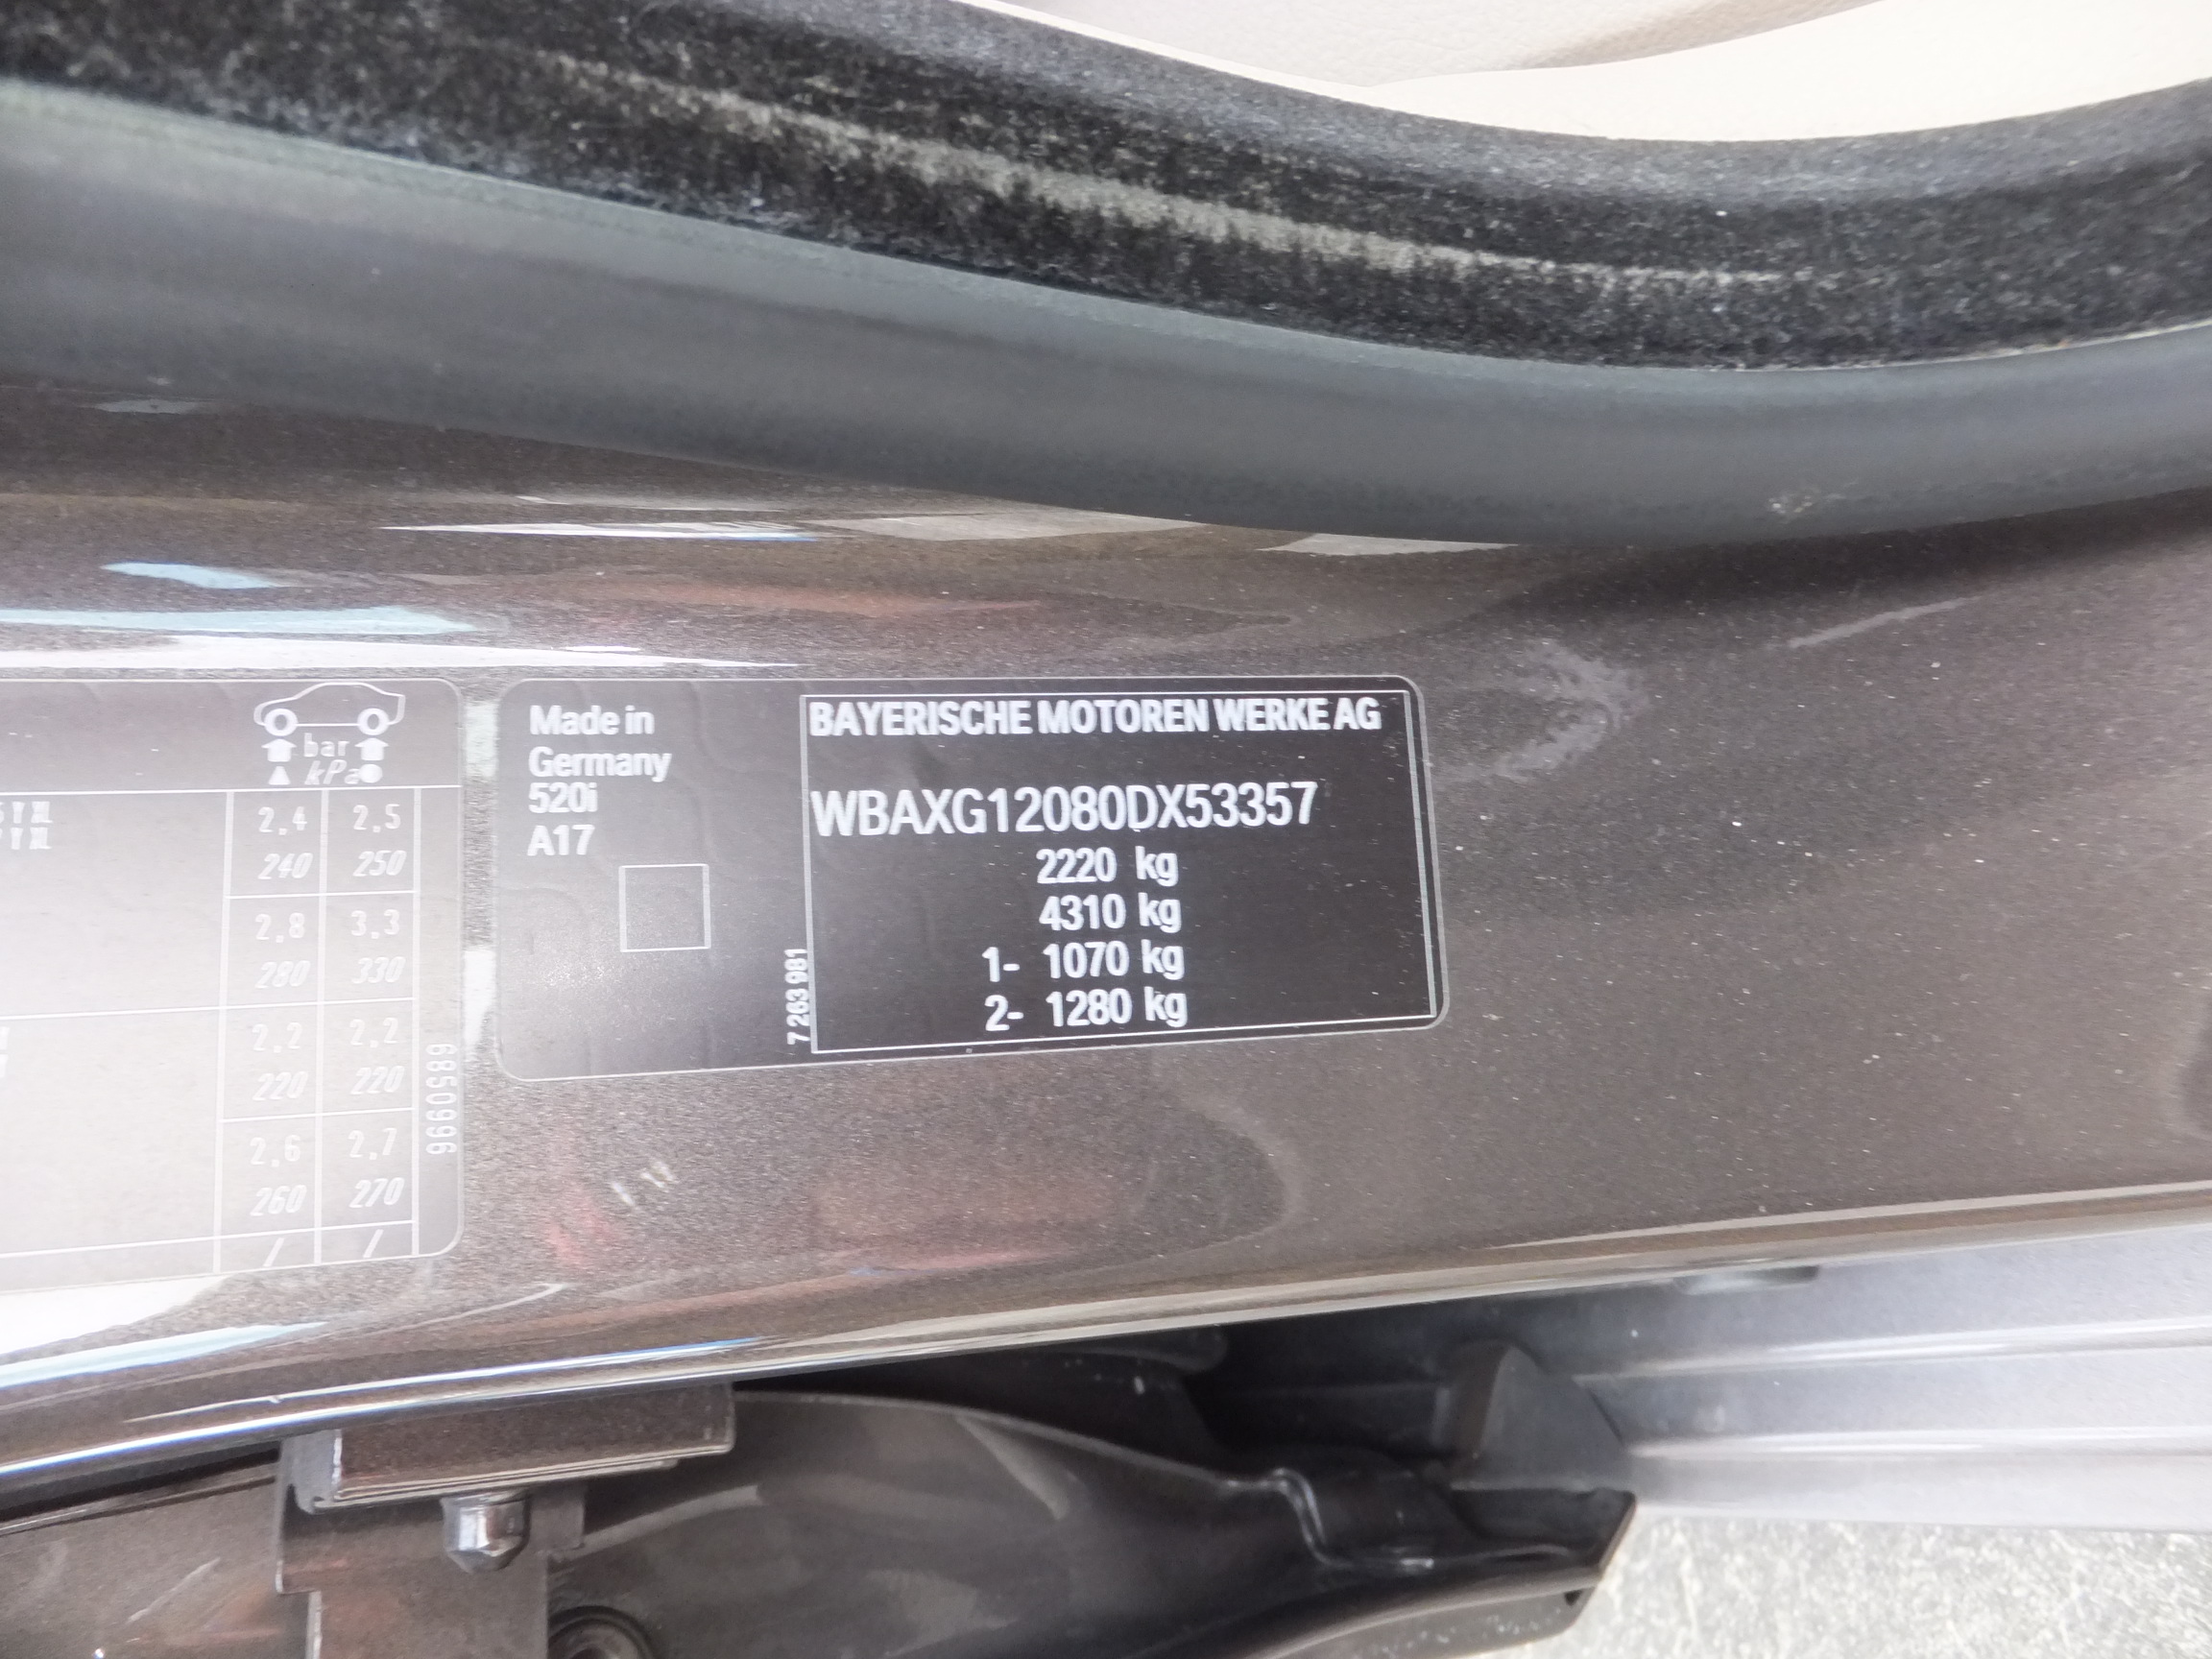 bar
kPa
2,4 2,5
240 250
2,8 3,3
280 330
2,2 2,2
220 220
2,6 2,7
260 270
/ /
6850996
Made in
Germany
520i
A17
7 263 981
BAYERISCHE MOTOREN WERKE AG
WBAXG12080DX53357
2220 kg
4310 kg
1- 1070 kg
2- 1280 kg